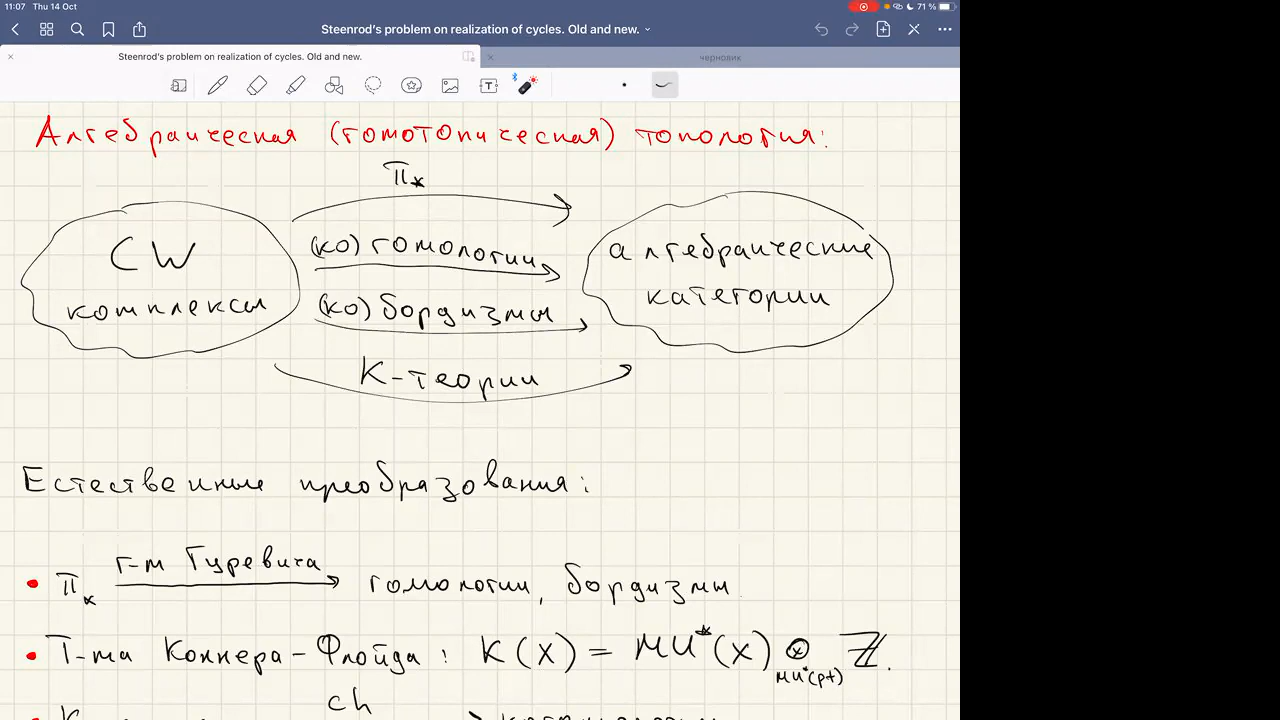 11:07 Thu 14 Oct
71 %
Steenrod's problem on realization of cycles. Old and new.
Steenrod's problem on realization of cycles. Old and new.
черновик
Алгебраическая (гомотопическая) топология:
π*
CW
комплексы
(ко)гомологии
(ко)бордизмы
K-теории
алгебраические
категории
Естественные преобразования:
• π* г-м Гуревича гомологии, бордизмы.
• Т-ма Коннера-Флойда: K(X) = MU*(X) ⊗ ℤ.
MU*(pt)
ch